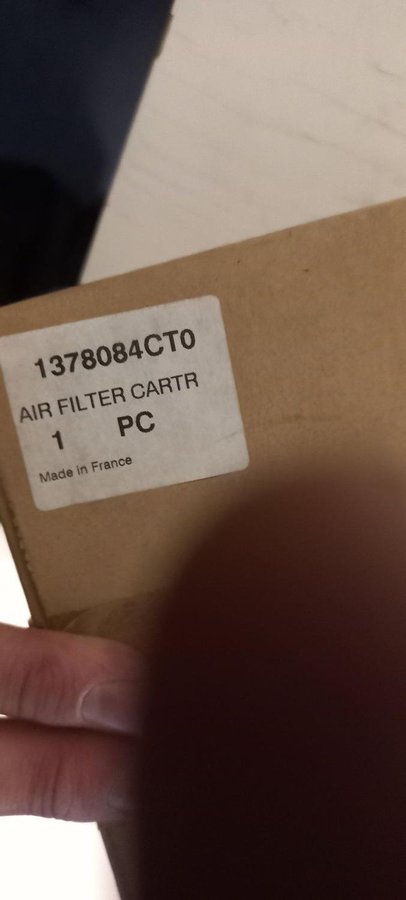 1378084CT0
AIR FILTER CARTR
1 PC
Made in France